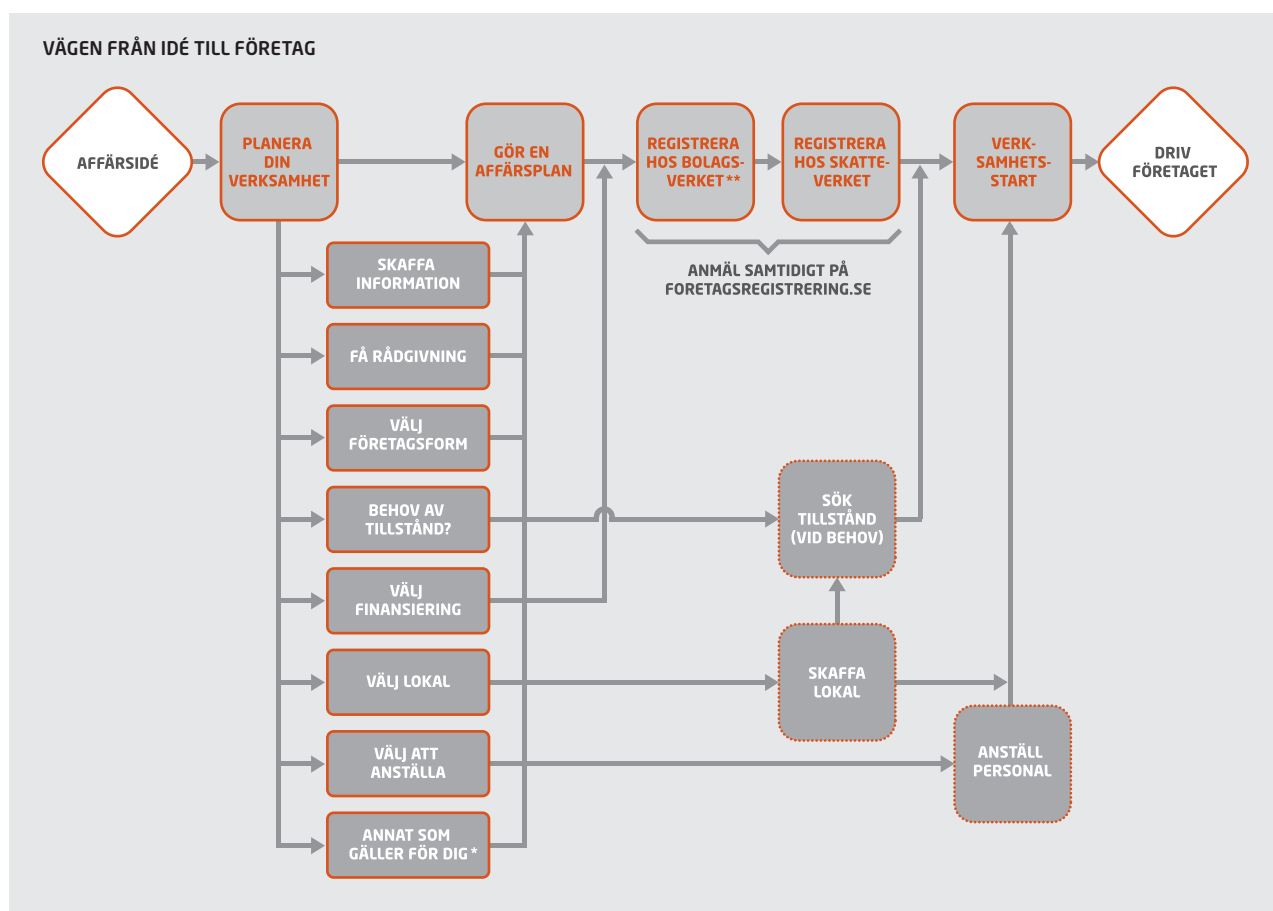 VÄGEN FRÅN IDÉ TILL FÖRETAG
AFFÄRSIDÉ
PLANERA
DIN
VERKSAMHET
GÖR EN
AFFÄRSPLAN
REGISTRERA
HOS BOLAGS-
VERKET**
REGISTRERA
HOS SKATTE-
VERKET
VERK-
SAMHETS-
START
DRIV
FÖRETAGET
ANMÄL SAMTIDIGT PÅ
FORETAGSREGISTRERING.SE
SKAFFA
INFORMATION
FÅ RÅDGIVNING
VÄLJ
FÖRETAGSFORM
BEHOV AV
TILLSTÅND?
SÖK
TILLSTÅND
(VID BEHOV)
VÄLJ
FINANSIERING
VÄLJ LOKAL
SKAFFA
LOKAL
VÄLJ ATT
ANSTÄLLA
ANSTÄLL
PERSONAL
ANNAT SOM
GÄLLER FÖR DIG *